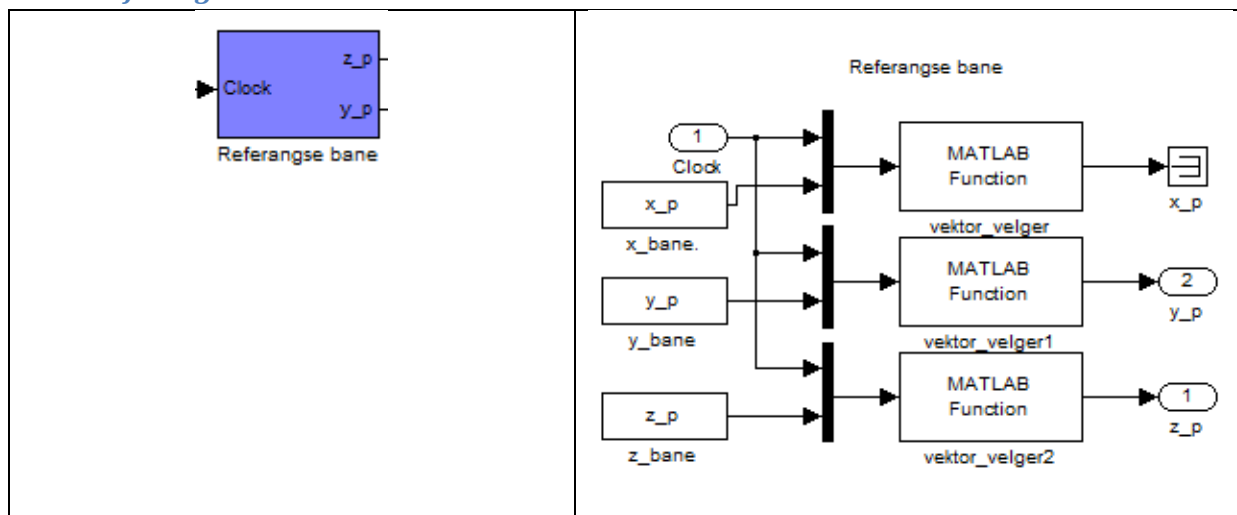 z_p
Clock
y_p
Referangse bane
Referangse bane
1
Clock
MATLAB
Function
vektor_velger
x_p
x_p
x_bane.
MATLAB
Function
vektor_velger1
2
y_p
y_p
y_bane
MATLAB
Function
vektor_velger2
1
z_p
z_p
z_bane